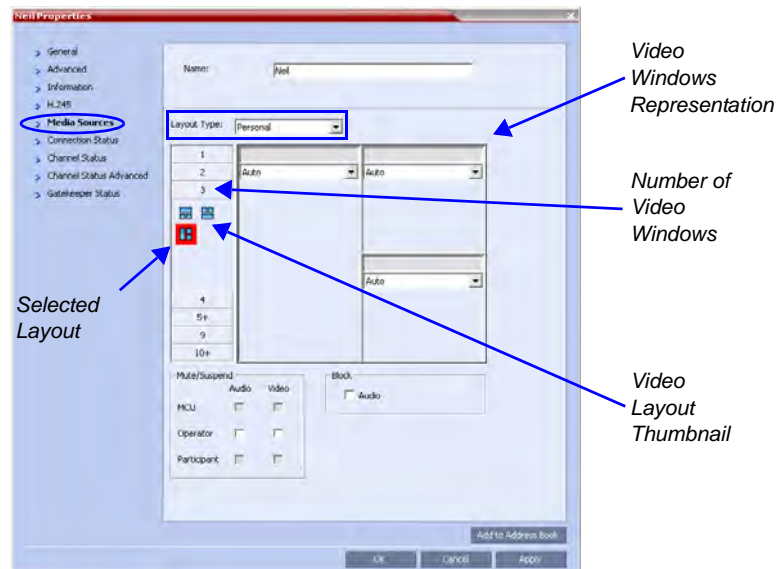 Neil Properties
General
Advanced
Information
H.245
Media Sources
Connection Status
Channel Status
Channel Status Advanced
Gatekeeper Status
Name: Neil
Layout Type: Personal
1
2
3
4
5+
9
10+
Auto
Auto
Auto
Mute/Suspend
Audio Video
MCU
Operator
Participant
Block
Audio
Add to Address Book
OK Cancel Apply
Video
Windows
Representation
Number of
Video
Windows
Selected
Layout
Video
Layout
Thumbnail